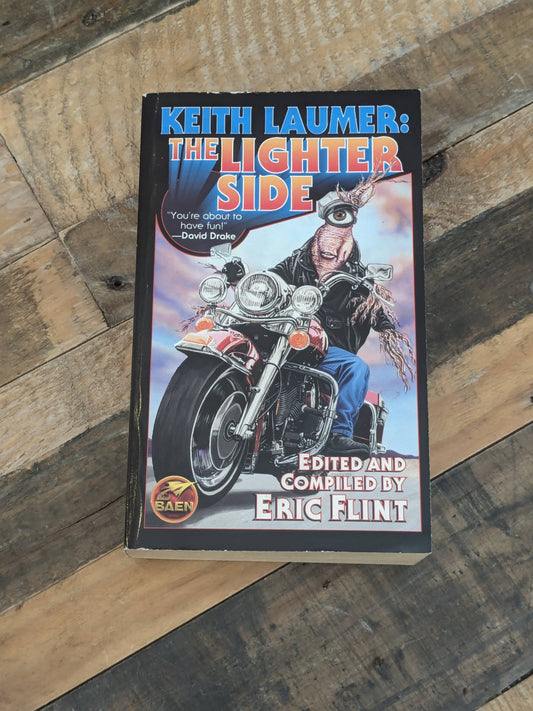 KEITH LAUMER:
THE LIGHTER
SIDE
"You're about to
have fun!"
—David Drake
EDITED AND
COMPILED BY
ERIC FLINT
BAEN